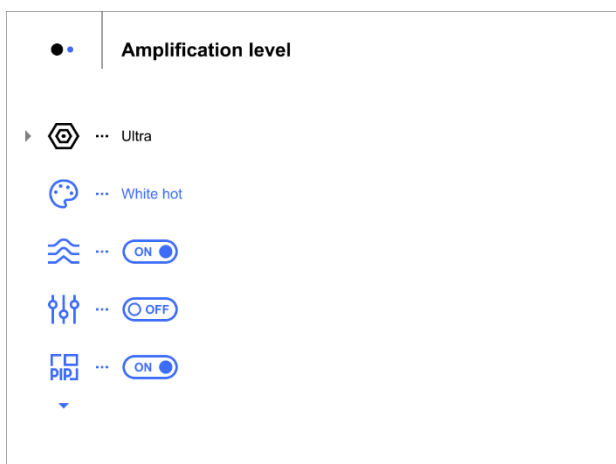 Amplification level
... Ultra
... White hot
... ON
... OFF
PIP ... ON